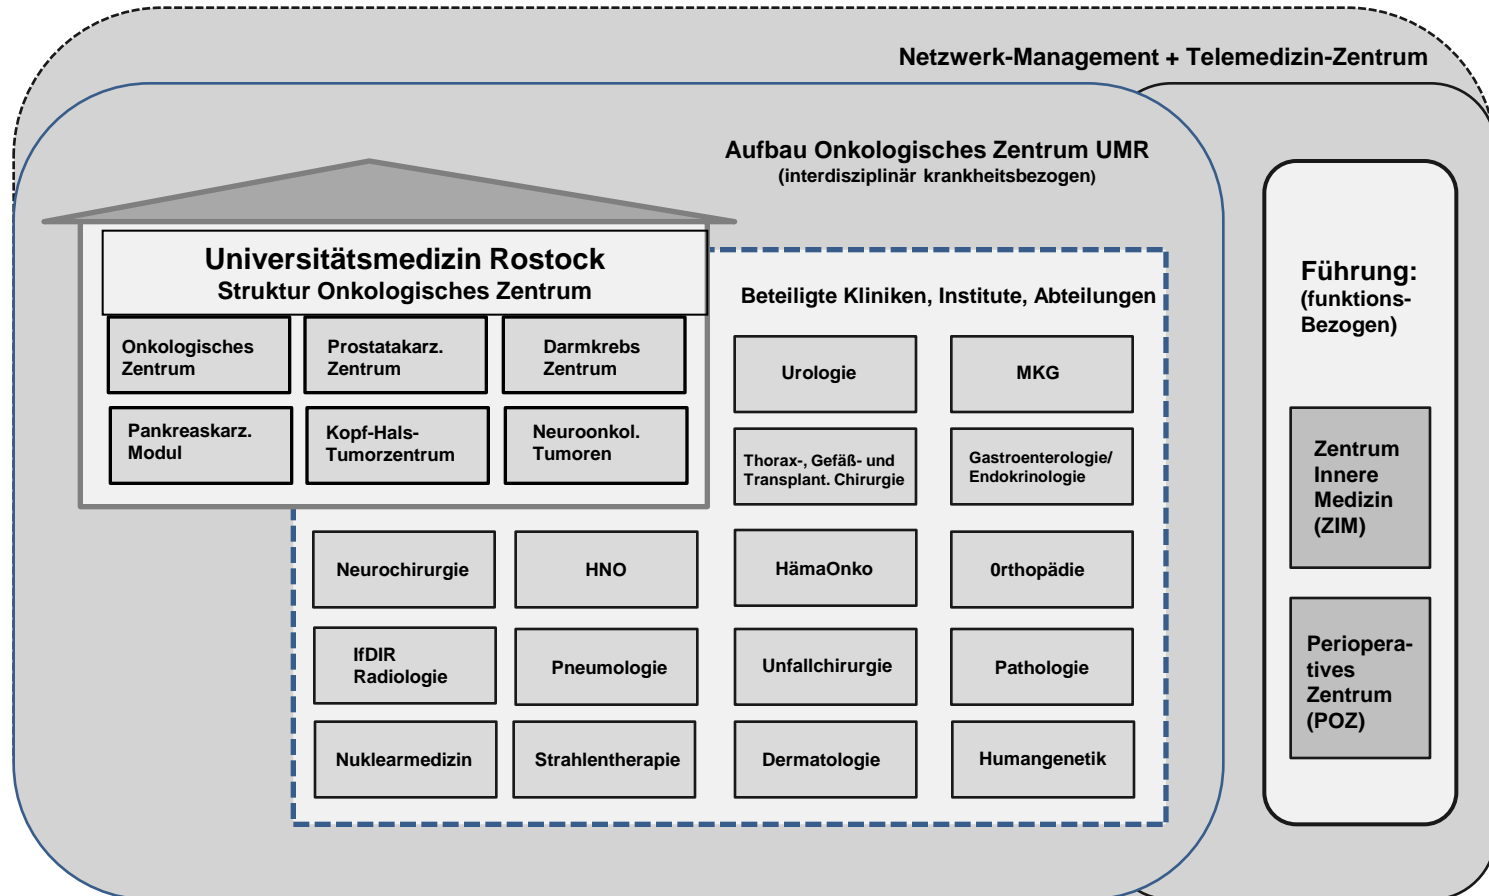 Netzwerk-Management + Telemedizin-Zentrum
Aufbau Onkologisches Zentrum UMR
(interdisziplinär krankheitsbezogen)
Universitätsmedizin Rostock
Struktur Onkologisches Zentrum
Onkologisches
Zentrum
Prostatakarz.
Zentrum
Darmkrebs
Zentrum
Pankreaskarz.
Modul
Kopf-Hals-
Tumorzentrum
Neuroonkol.
Tumoren
Beteiligte Kliniken, Institute, Abteilungen
Urologie
MKG
Thorax-, Gefäß- und
Transplant. Chirurgie
Gastroenterologie/
Endokrinologie
Neurochirurgie
HNO
HämaOnko
0rthopädie
IfDIR
Radiologie
Pneumologie
Unfallchirurgie
Pathologie
Nuklearmedizin
Strahlentherapie
Dermatologie
Humangenetik
Führung:
(funktions-
Bezogen)
Zentrum
Innere
Medizin
(ZIM)
Periopera-
tives
Zentrum
(POZ)